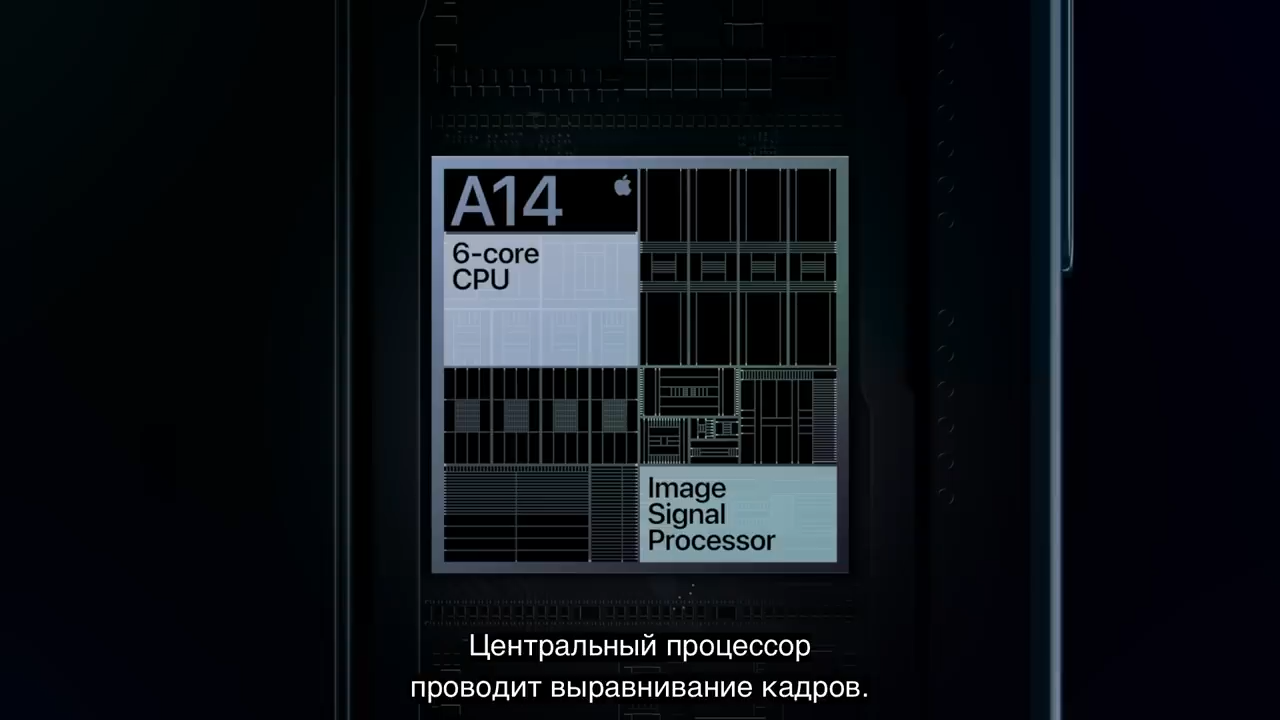 A14
6-core
CPU
Image
Signal
Processor
Центральный процессор
проводит выравнивание кадров.